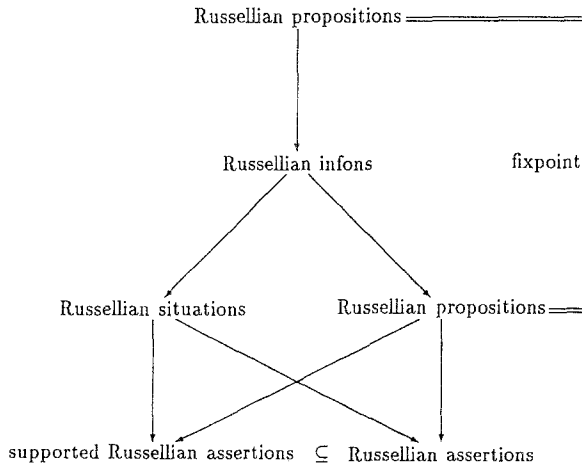 Russellian propositions
Russellian infons
fixpoint
Russellian situations
Russellian propositions
supported Russellian assertions ⊆ Russellian assertions